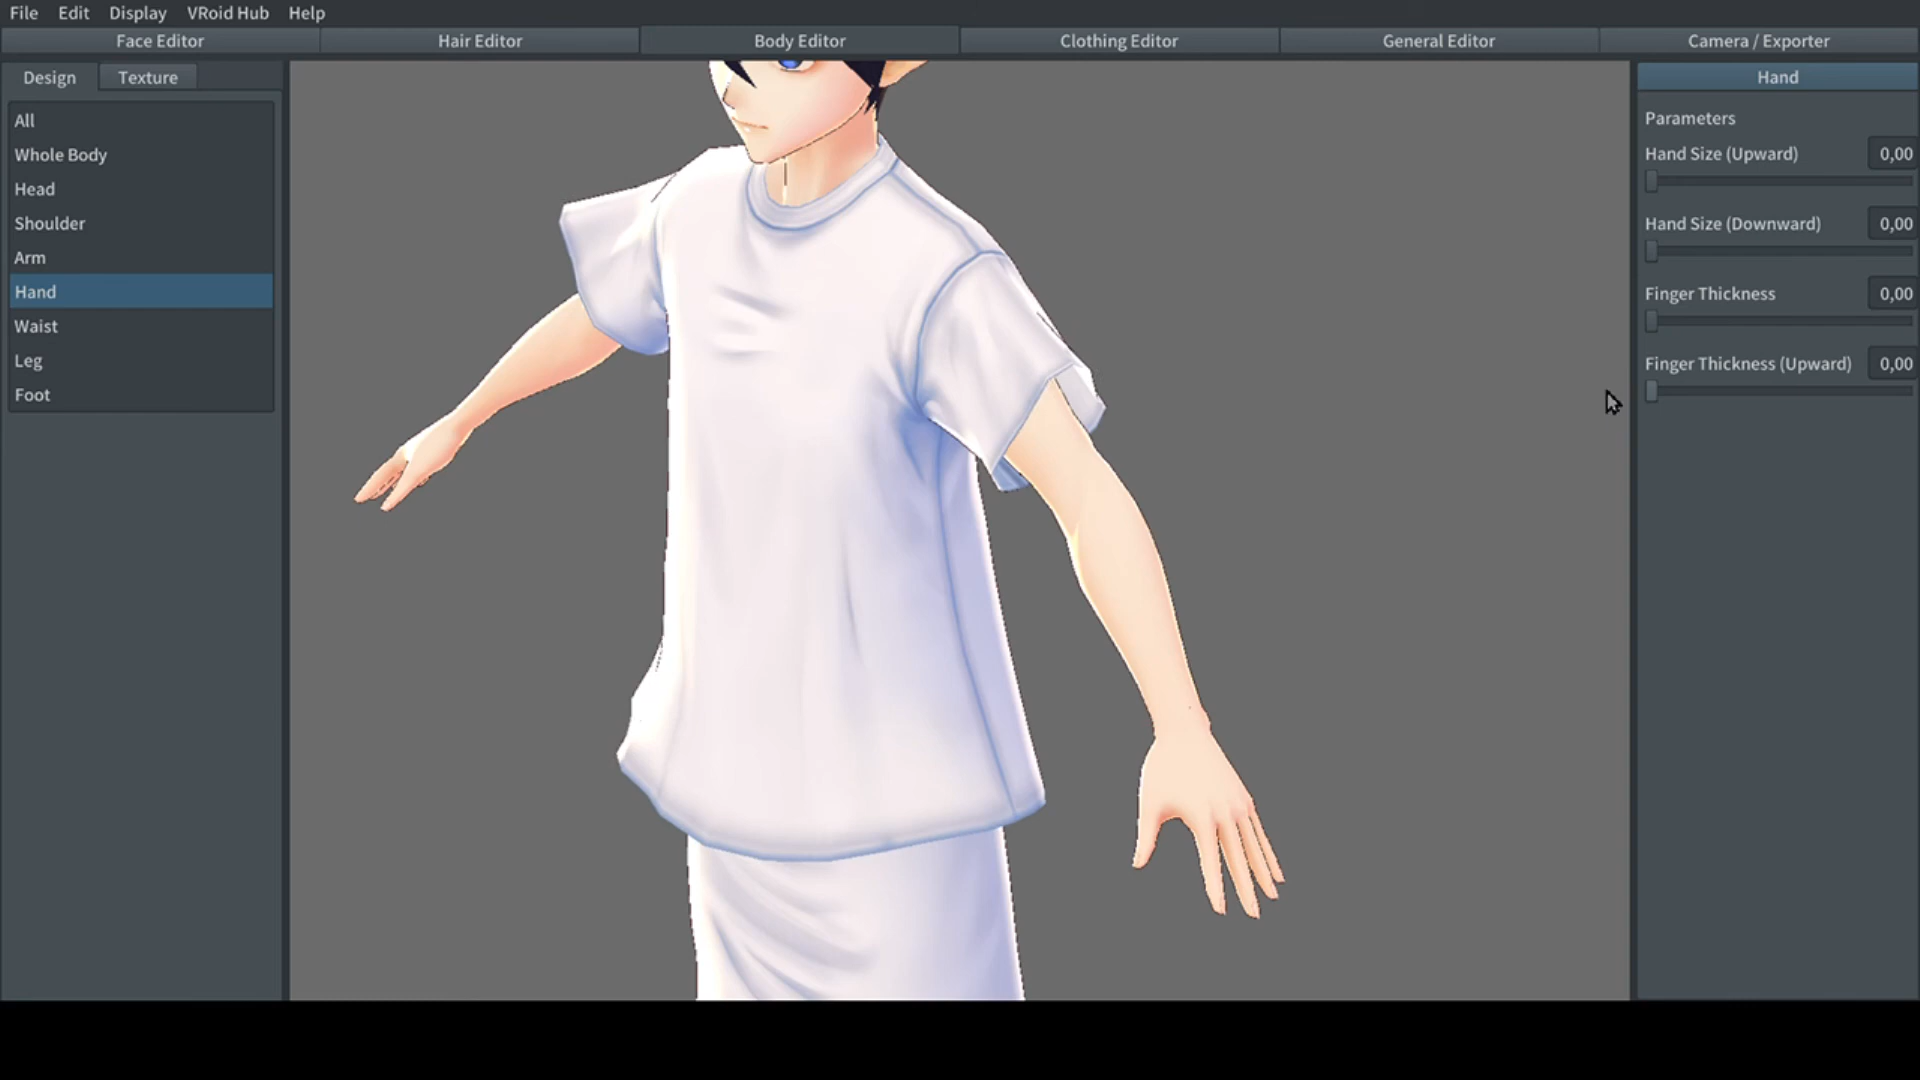 File Edit Display VRoid Hub Help
Face Editor Hair Editor Body Editor Clothing Editor General Editor Camera / Exporter
Design Texture
All
Whole Body
Head
Shoulder
Arm
Hand
Waist
Leg
Foot
Hand
Parameters
Hand Size (Upward) 0,00
Hand Size (Downward) 0,00
Finger Thickness 0,00
Finger Thickness (Upward) 0,00